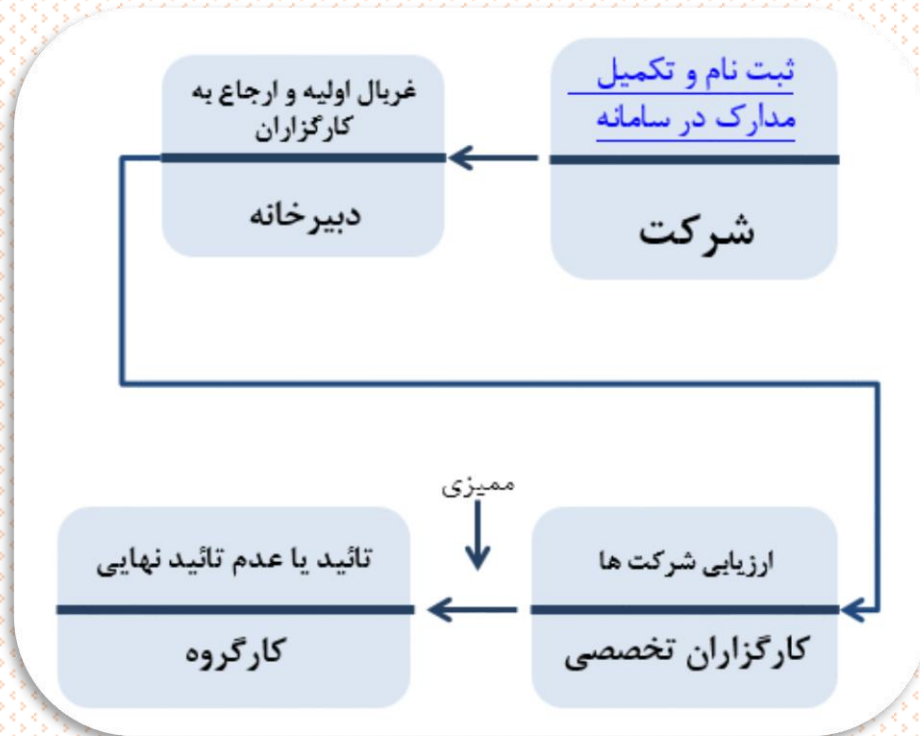 ثبت نام و تکمیل
مدارک در سامانه
شرکت
غربال اولیه و ارجاع به
کارگزاران
دبیرخانه
ارزیابی شرکت ها
کارگزاران تخصصی
ممیزی
تائید یا عدم تائید نهایی
کارگروه